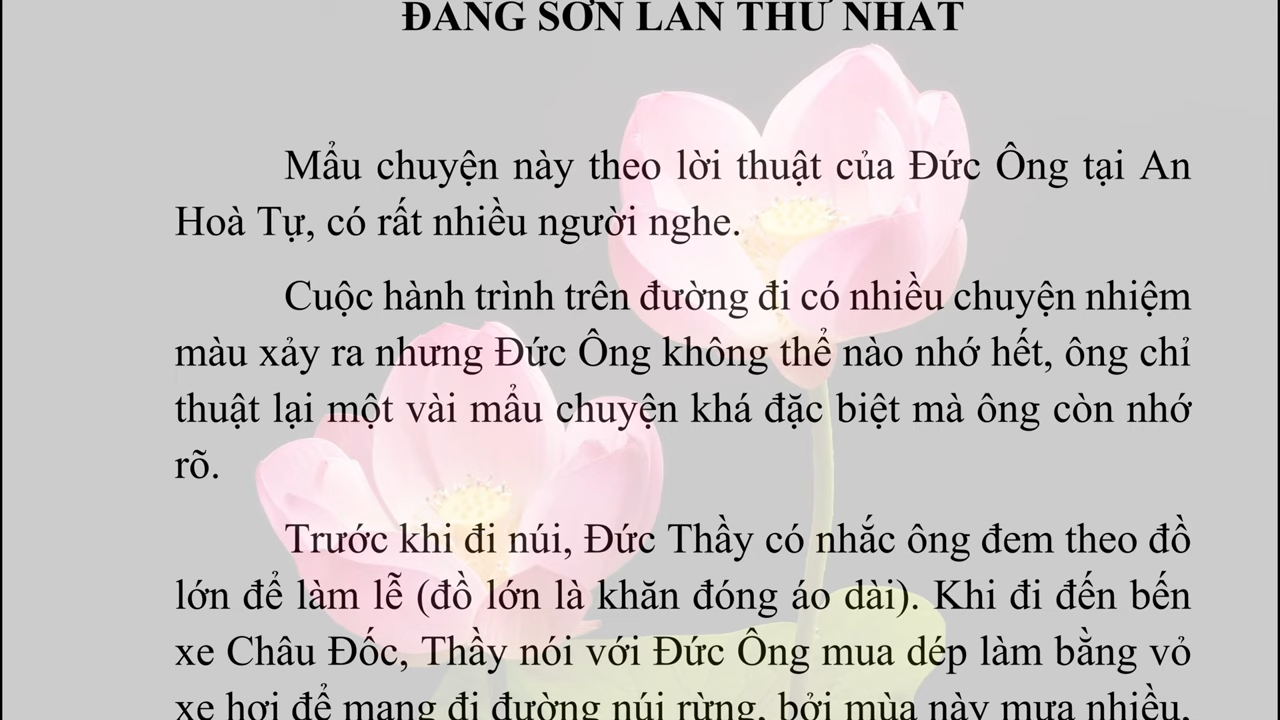 ĐĂNG SƠN LẦN THỨ NHẤT
Mẩu chuyện này theo lời thuật của Đức Ông tại An
Hoà Tự, có rất nhiều người nghe.
Cuộc hành trình trên đường đi có nhiều chuyện nhiệm
màu xảy ra nhưng Đức Ông không thể nào nhớ hết, ông chỉ
thuật lại một vài mẩu chuyện khá đặc biệt mà ông còn nhớ
rõ.
Trước khi đi núi, Đức Thầy có nhắc ông đem theo đồ
lớn để làm lễ (đồ lớn là khăn đóng áo dài). Khi đi đến bến
xe Châu Đốc, Thầy nói với Đức Ông mua dép làm bằng vỏ
xe hơi để mang đi đường núi rừng, bởi mùa này mưa nhiều,